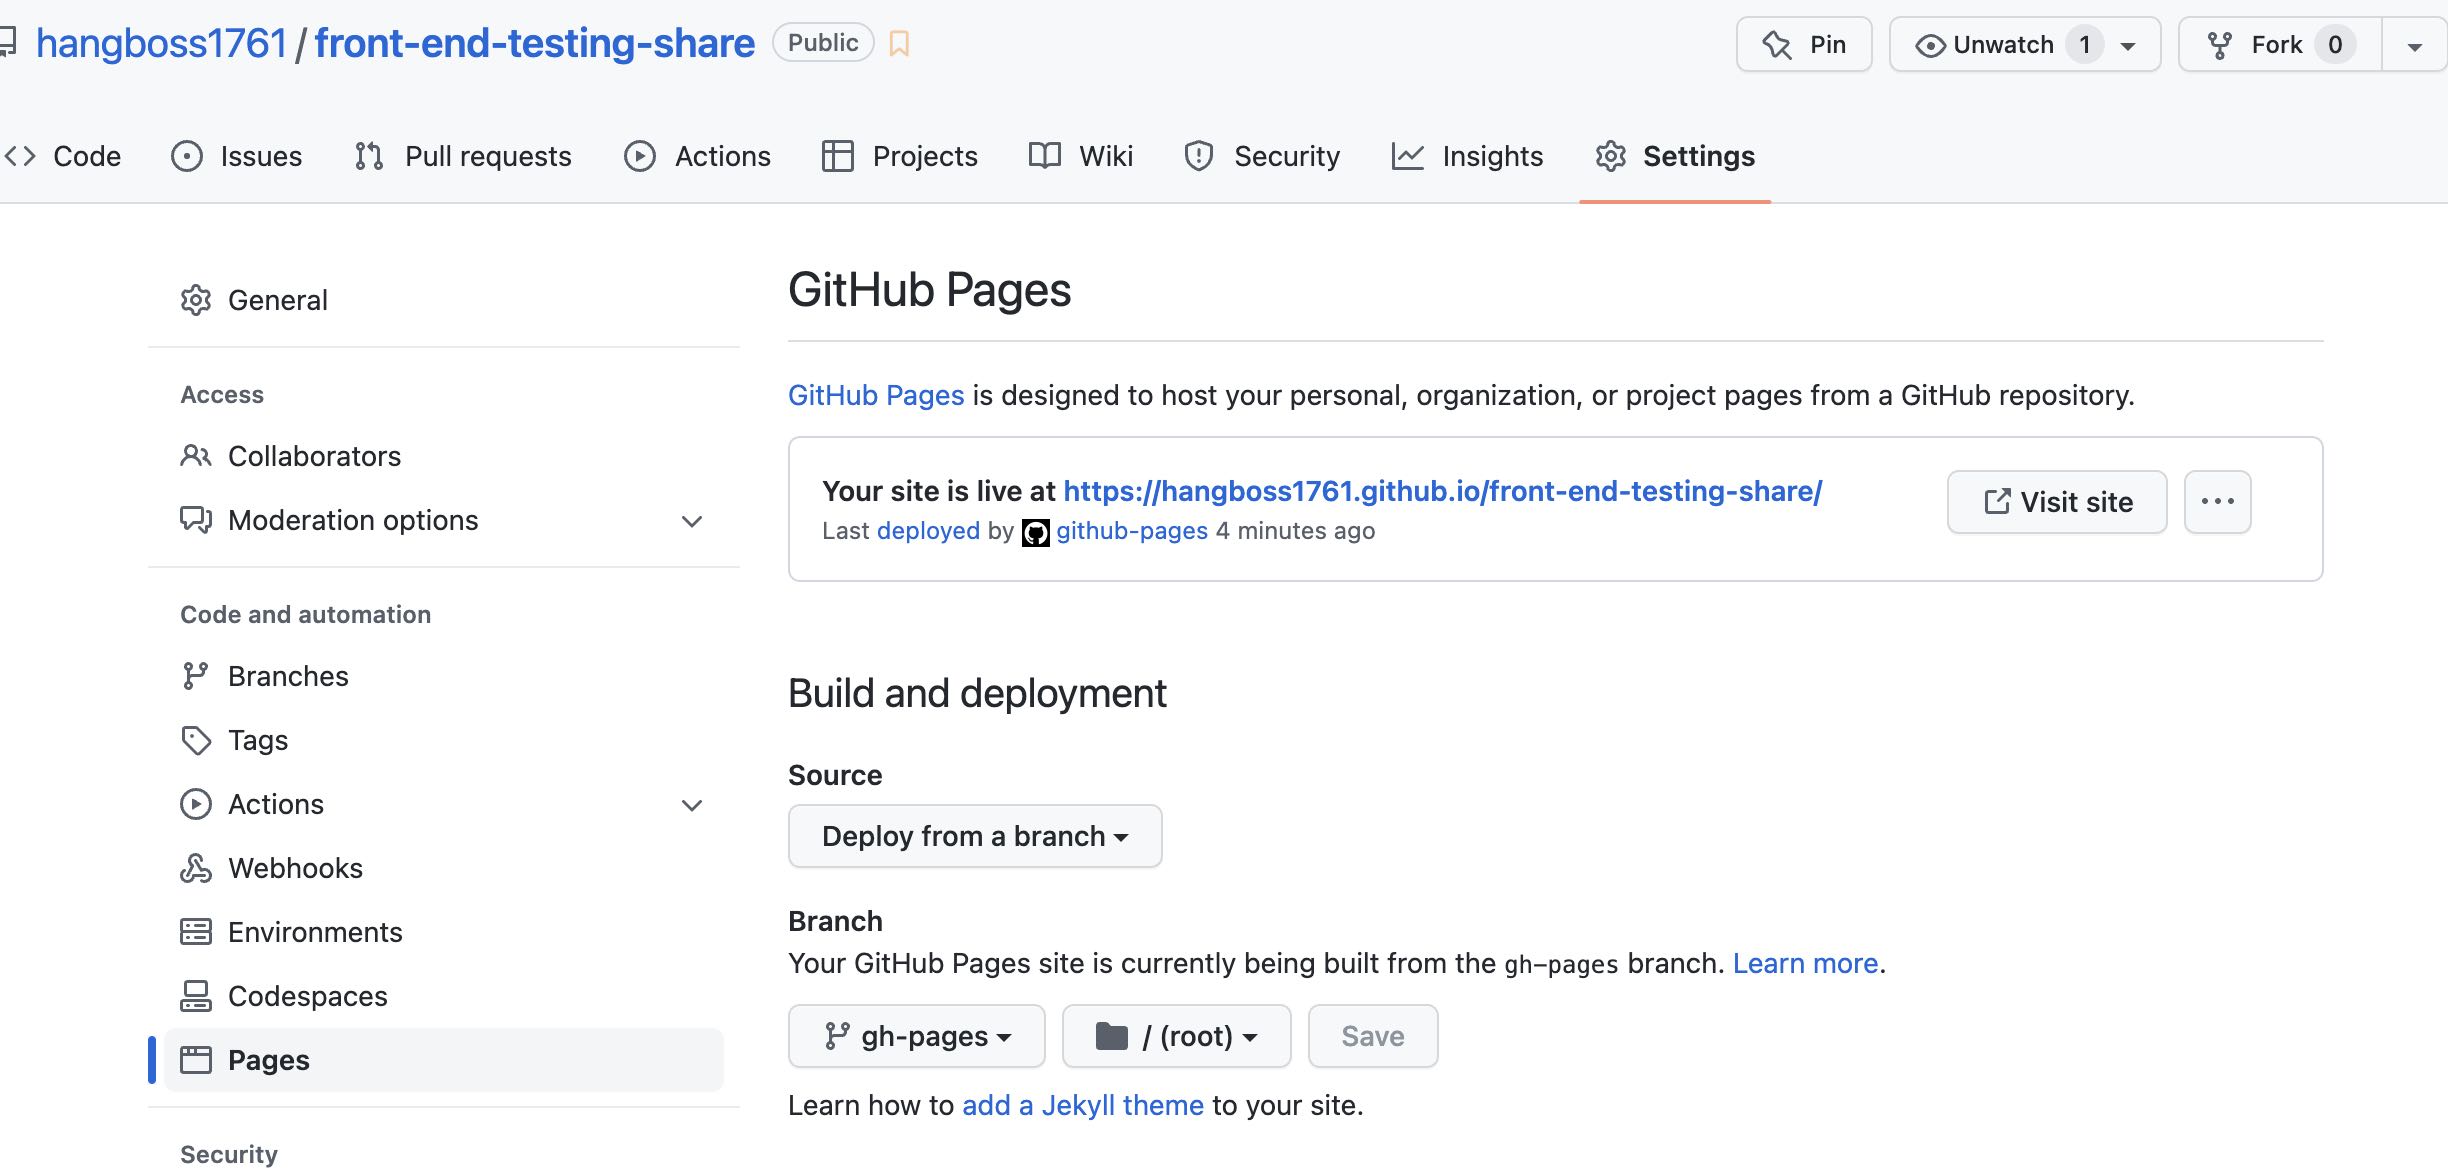 hangboss1761/front-end-testing-share Public Pin Unwatch 1 Fork 0
Code Issues Pull requests Actions Projects Wiki Security Insights Settings
General
Access
Collaborators
Moderation options
Code and automation
Branches
Tags
Actions
Webhooks
Environments
Codespaces
Pages
Security
GitHub Pages
GitHub Pages is designed to host your personal, organization, or project pages from a GitHub repository.
Your site is live at https://hangboss1761.github.io/front-end-testing-share/
Last deployed by github-pages 4 minutes ago
Visit site
Build and deployment
Source
Deploy from a branch
Branch
Your GitHub Pages site is currently being built from the gh-pages branch. Learn more.
gh-pages / (root) Save
Learn how to add a Jekyll theme to your site.